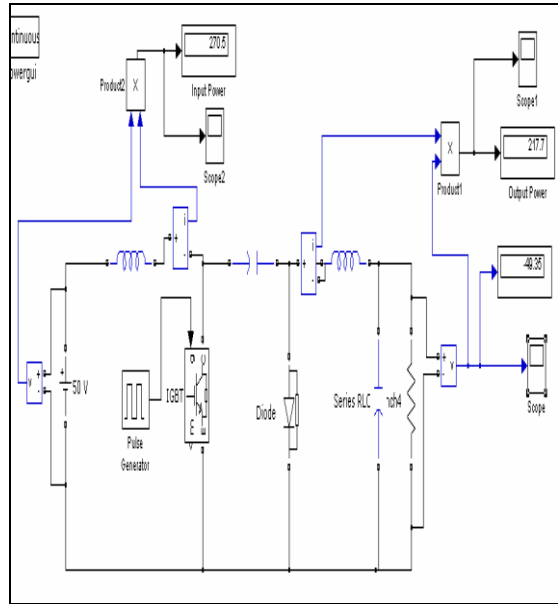 ntinuous
owergui
Product2
X
270.5
Input Power
Scope2
Scope1
X
Product1
217.7
Output Power
-49.35
Scope
i
+
-
i
+
-
v
+
-
+
50 V
Pulse
Generator
IGBT
g
C
m
E
Diode
Series RLC
nch4
+
-
v